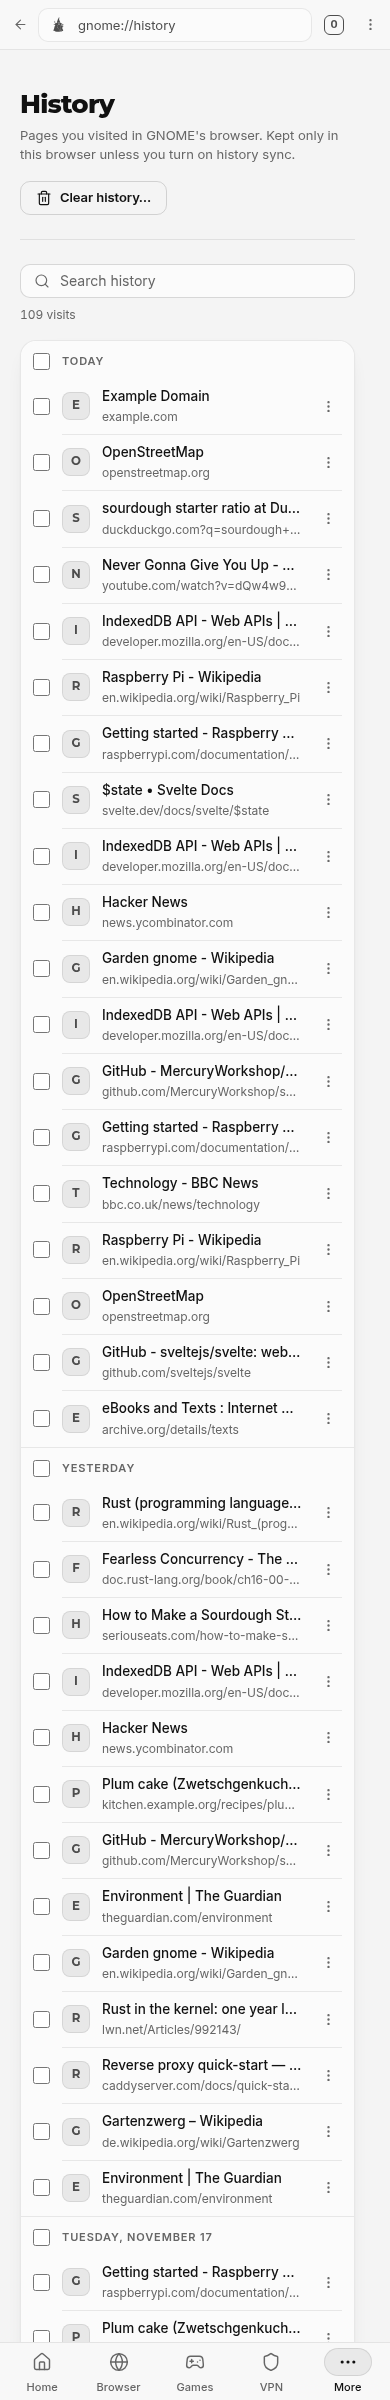 gnome://history
0
History
Pages you visited in GNOME's browser. Kept only in
this browser unless you turn on history sync.
Clear history...
Search history
109 visits
TODAY
E
Example Domain
example.com
O
OpenStreetMap
openstreetmap.org
S
sourdough starter ratio at Du...
duckduckgo.com?q=sourdough+...
N
Never Gonna Give You Up - ...
youtube.com/watch?v=dQw4w9...
I
IndexedDB API - Web APIs | ...
developer.mozilla.org/en-US/doc...
R
Raspberry Pi - Wikipedia
en.wikipedia.org/wiki/Raspberry_Pi
G
Getting started - Raspberry ...
raspberrypi.com/documentation/...
S
$state • Svelte Docs
svelte.dev/docs/svelte/$state
I
IndexedDB API - Web APIs | ...
developer.mozilla.org/en-US/doc...
H
Hacker News
news.ycombinator.com
G
Garden gnome - Wikipedia
en.wikipedia.org/wiki/Garden_gn...
I
IndexedDB API - Web APIs | ...
developer.mozilla.org/en-US/doc...
G
GitHub - MercuryWorkshop/...
github.com/MercuryWorkshop/s...
G
Getting started - Raspberry ...
raspberrypi.com/documentation/...
T
Technology - BBC News
bbc.co.uk/news/technology
R
Raspberry Pi - Wikipedia
en.wikipedia.org/wiki/Raspberry_Pi
O
OpenStreetMap
openstreetmap.org
G
GitHub - sveltejs/svelte: web...
github.com/sveltejs/svelte
E
eBooks and Texts : Internet ...
archive.org/details/texts
YESTERDAY
R
Rust (programming language...
en.wikipedia.org/wiki/Rust_(prog...
F
Fearless Concurrency - The ...
doc.rust-lang.org/book/ch16-00-...
H
How to Make a Sourdough St...
seriouseats.com/how-to-make-s...
I
IndexedDB API - Web APIs | ...
developer.mozilla.org/en-US/doc...
H
Hacker News
news.ycombinator.com
P
Plum cake (Zwetschgenkuch...
kitchen.example.org/recipes/plu...
G
GitHub - MercuryWorkshop/...
github.com/MercuryWorkshop/s...
E
Environment | The Guardian
theguardian.com/environment
G
Garden gnome - Wikipedia
en.wikipedia.org/wiki/Garden_gn...
R
Rust in the kernel: one year l...
lwn.net/Articles/992143/
R
Reverse proxy quick-start — ...
caddyserver.com/docs/quick-sta...
G
Gartenzwerg – Wikipedia
de.wikipedia.org/wiki/Gartenzwerg
E
Environment | The Guardian
theguardian.com/environment
TUESDAY, NOVEMBER 17
G
Getting started - Raspberry ...
raspberrypi.com/documentation/...
P
Plum cake (Zwetschgenkuch...
Home
Browser
Games
VPN
More